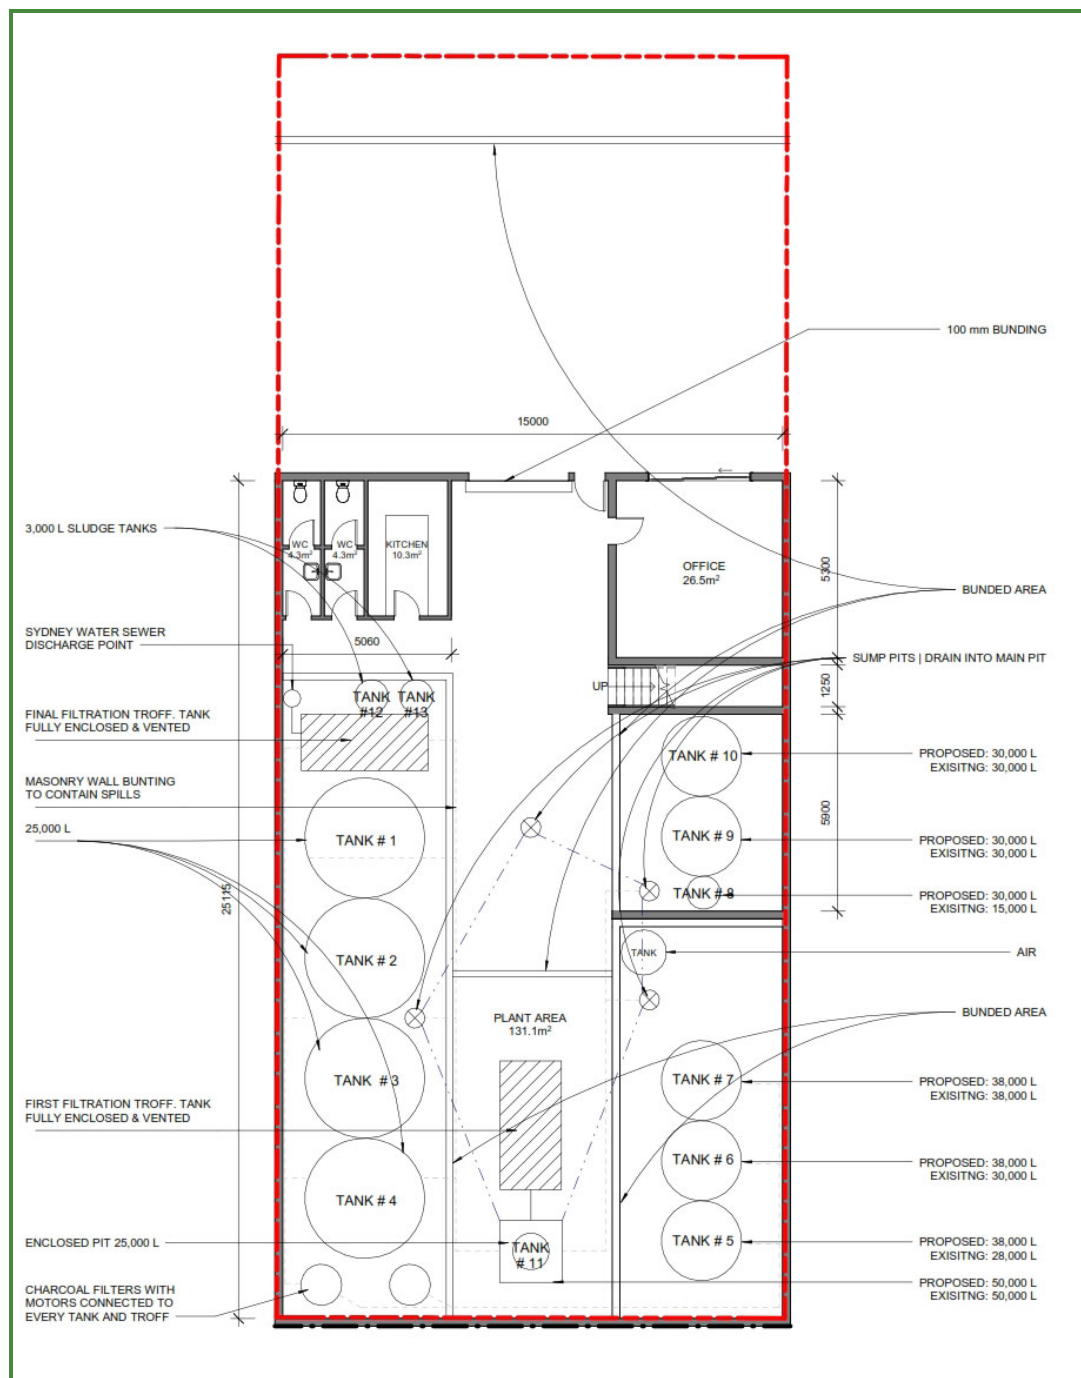 100 mm BUNDING
15000
3,000 L SLUDGE TANKS
WC
4.3m²
WC
4.3m²
KITCHEN
10.3m²
OFFICE
26.5m²
5300
BUNDED AREA
SYDNEY WATER SEWER
DISCHARGE POINT
5060
SUMP PITS | DRAIN INTO MAIN PIT
UP
1250
TANK
#12
TANK
#13
FINAL FILTRATION TROFF. TANK
FULLY ENCLOSED & VENTED
TANK # 10
PROPOSED: 30,000 L
EXISITNG: 30,000 L
MASONRY WALL BUNTING
TO CONTAIN SPILLS
5900
25,000 L
TANK # 1
TANK # 9
PROPOSED: 30,000 L
EXISITNG: 30,000 L
25115
TANK # 8
PROPOSED: 30,000 L
EXISITNG: 15,000 L
TANK # 2
TANK
AIR
PLANT AREA
131.1m²
BUNDED AREA
TANK # 3
TANK # 7
PROPOSED: 38,000 L
EXISITNG: 38,000 L
FIRST FILTRATION TROFF. TANK
FULLY ENCLOSED & VENTED
TANK # 6
PROPOSED: 38,000 L
EXISITNG: 30,000 L
TANK # 4
ENCLOSED PIT 25,000 L
TANK
# 11
TANK # 5
PROPOSED: 38,000 L
EXISITNG: 28,000 L
PROPOSED: 50,000 L
EXISITNG: 50,000 L
CHARCOAL FILTERS WITH
MOTORS CONNECTED TO
EVERY TANK AND TROFF